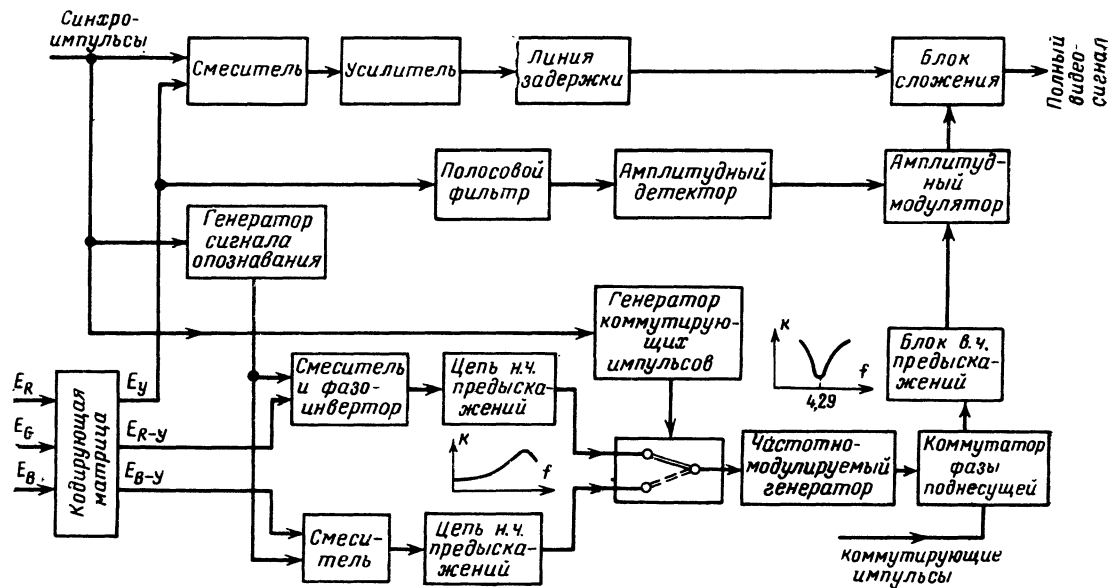 Синхро-
импульсы
Смеситель
Усилитель
Линия
задержки
Блок
сложения
Полный
видео-
сигнал
Полосовой
фильтр
Амплитудный
детектор
Амплитуд-
ный
модулятор
Генератор
сигнала
опознавания
Генератор
коммутирую-
щих
импульсов
K
f
4,29
Блок в.ч.
предыска-
жений
E_R
E_G
E_B
Кодирующая
матрица
E_У
E_R-У
E_B-У
Смеситель
и фазо-
инвертор
Цепь н.ч.
предыска-
жений
K
f
Частотно-
модулируемый
генератор
Коммутатор
фазы
поднесущей
Смеси-
тель
Цепь н.ч.
предыска-
жений
коммутирующие
импульсы